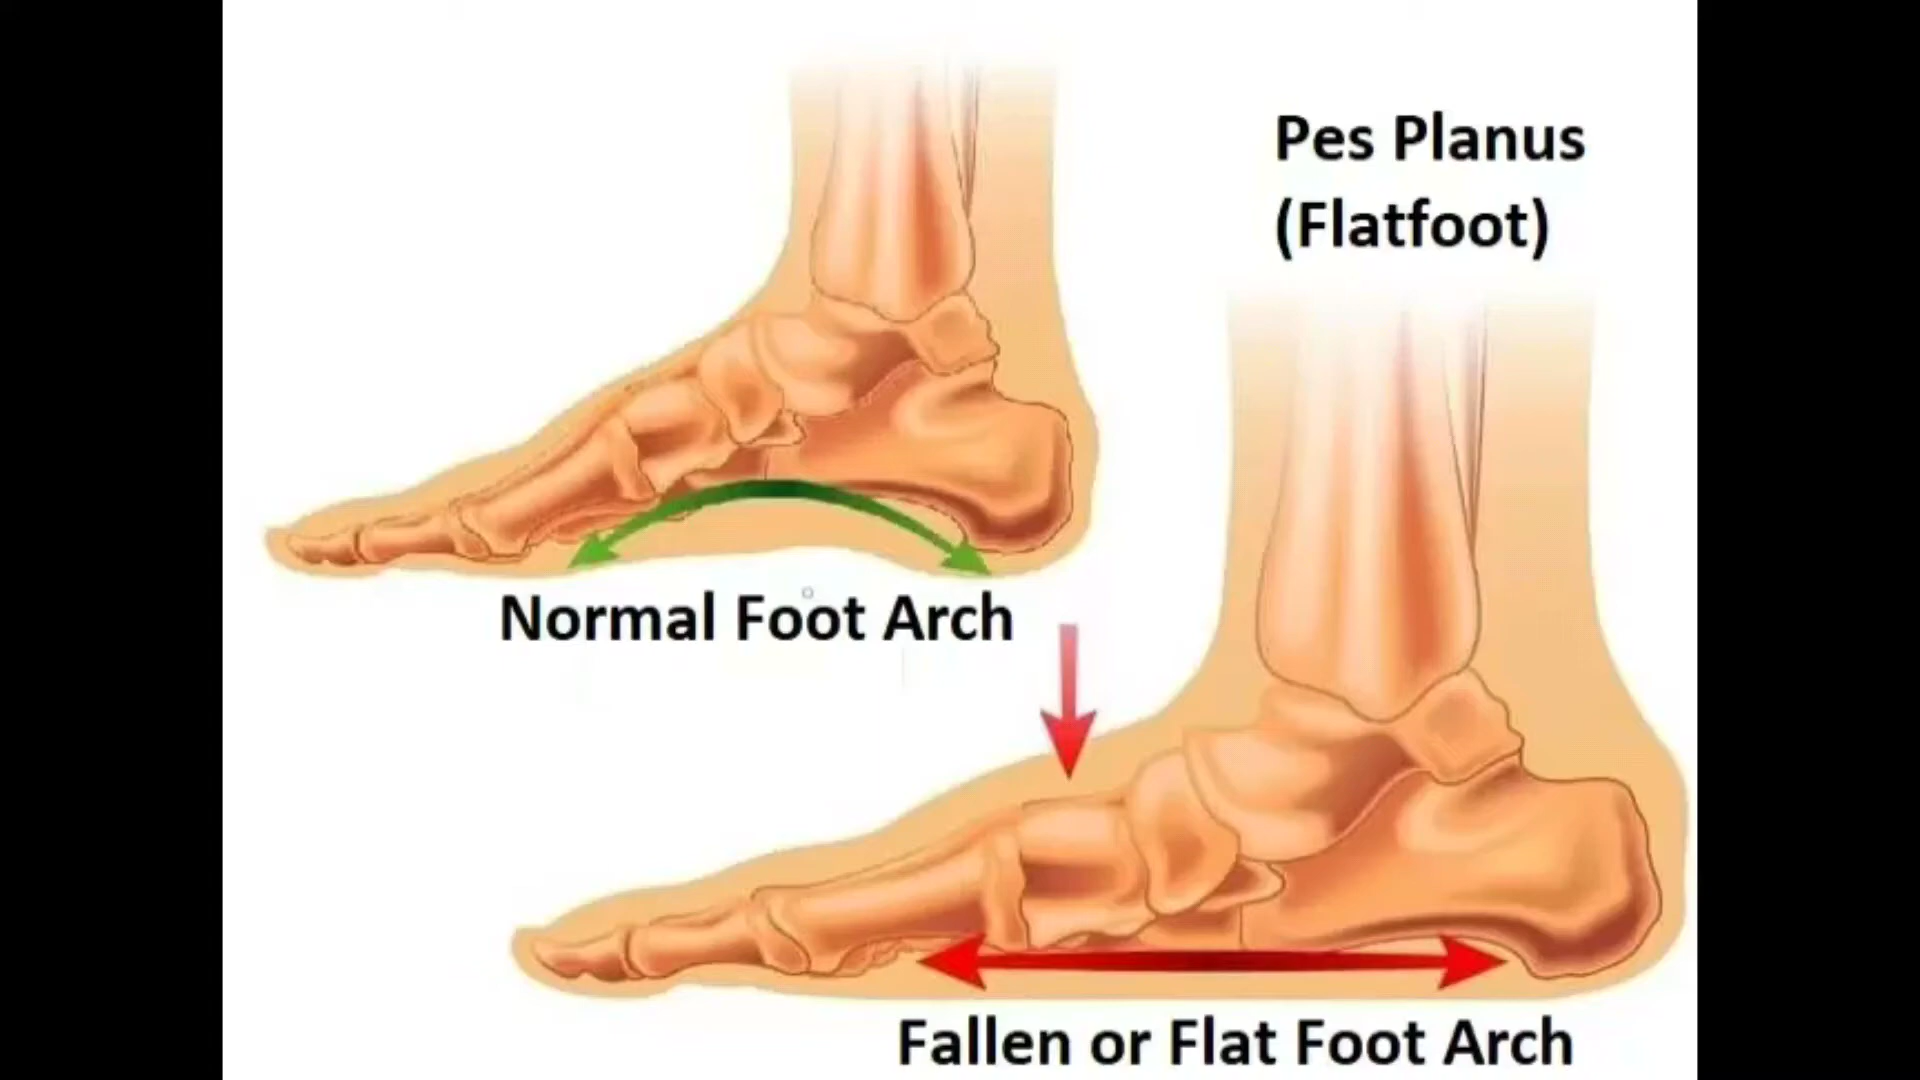 Pes Planus
(Flatfoot)
Normal Foot Arch
Fallen or Flat Foot Arch